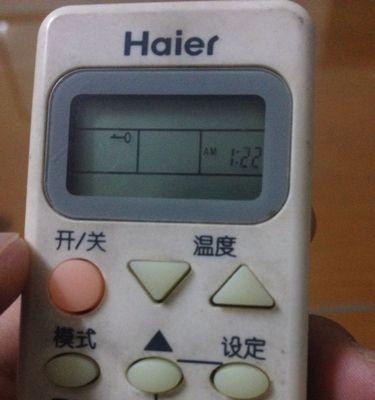 Haier
AM 1:22
开/关 温度
模式 设定